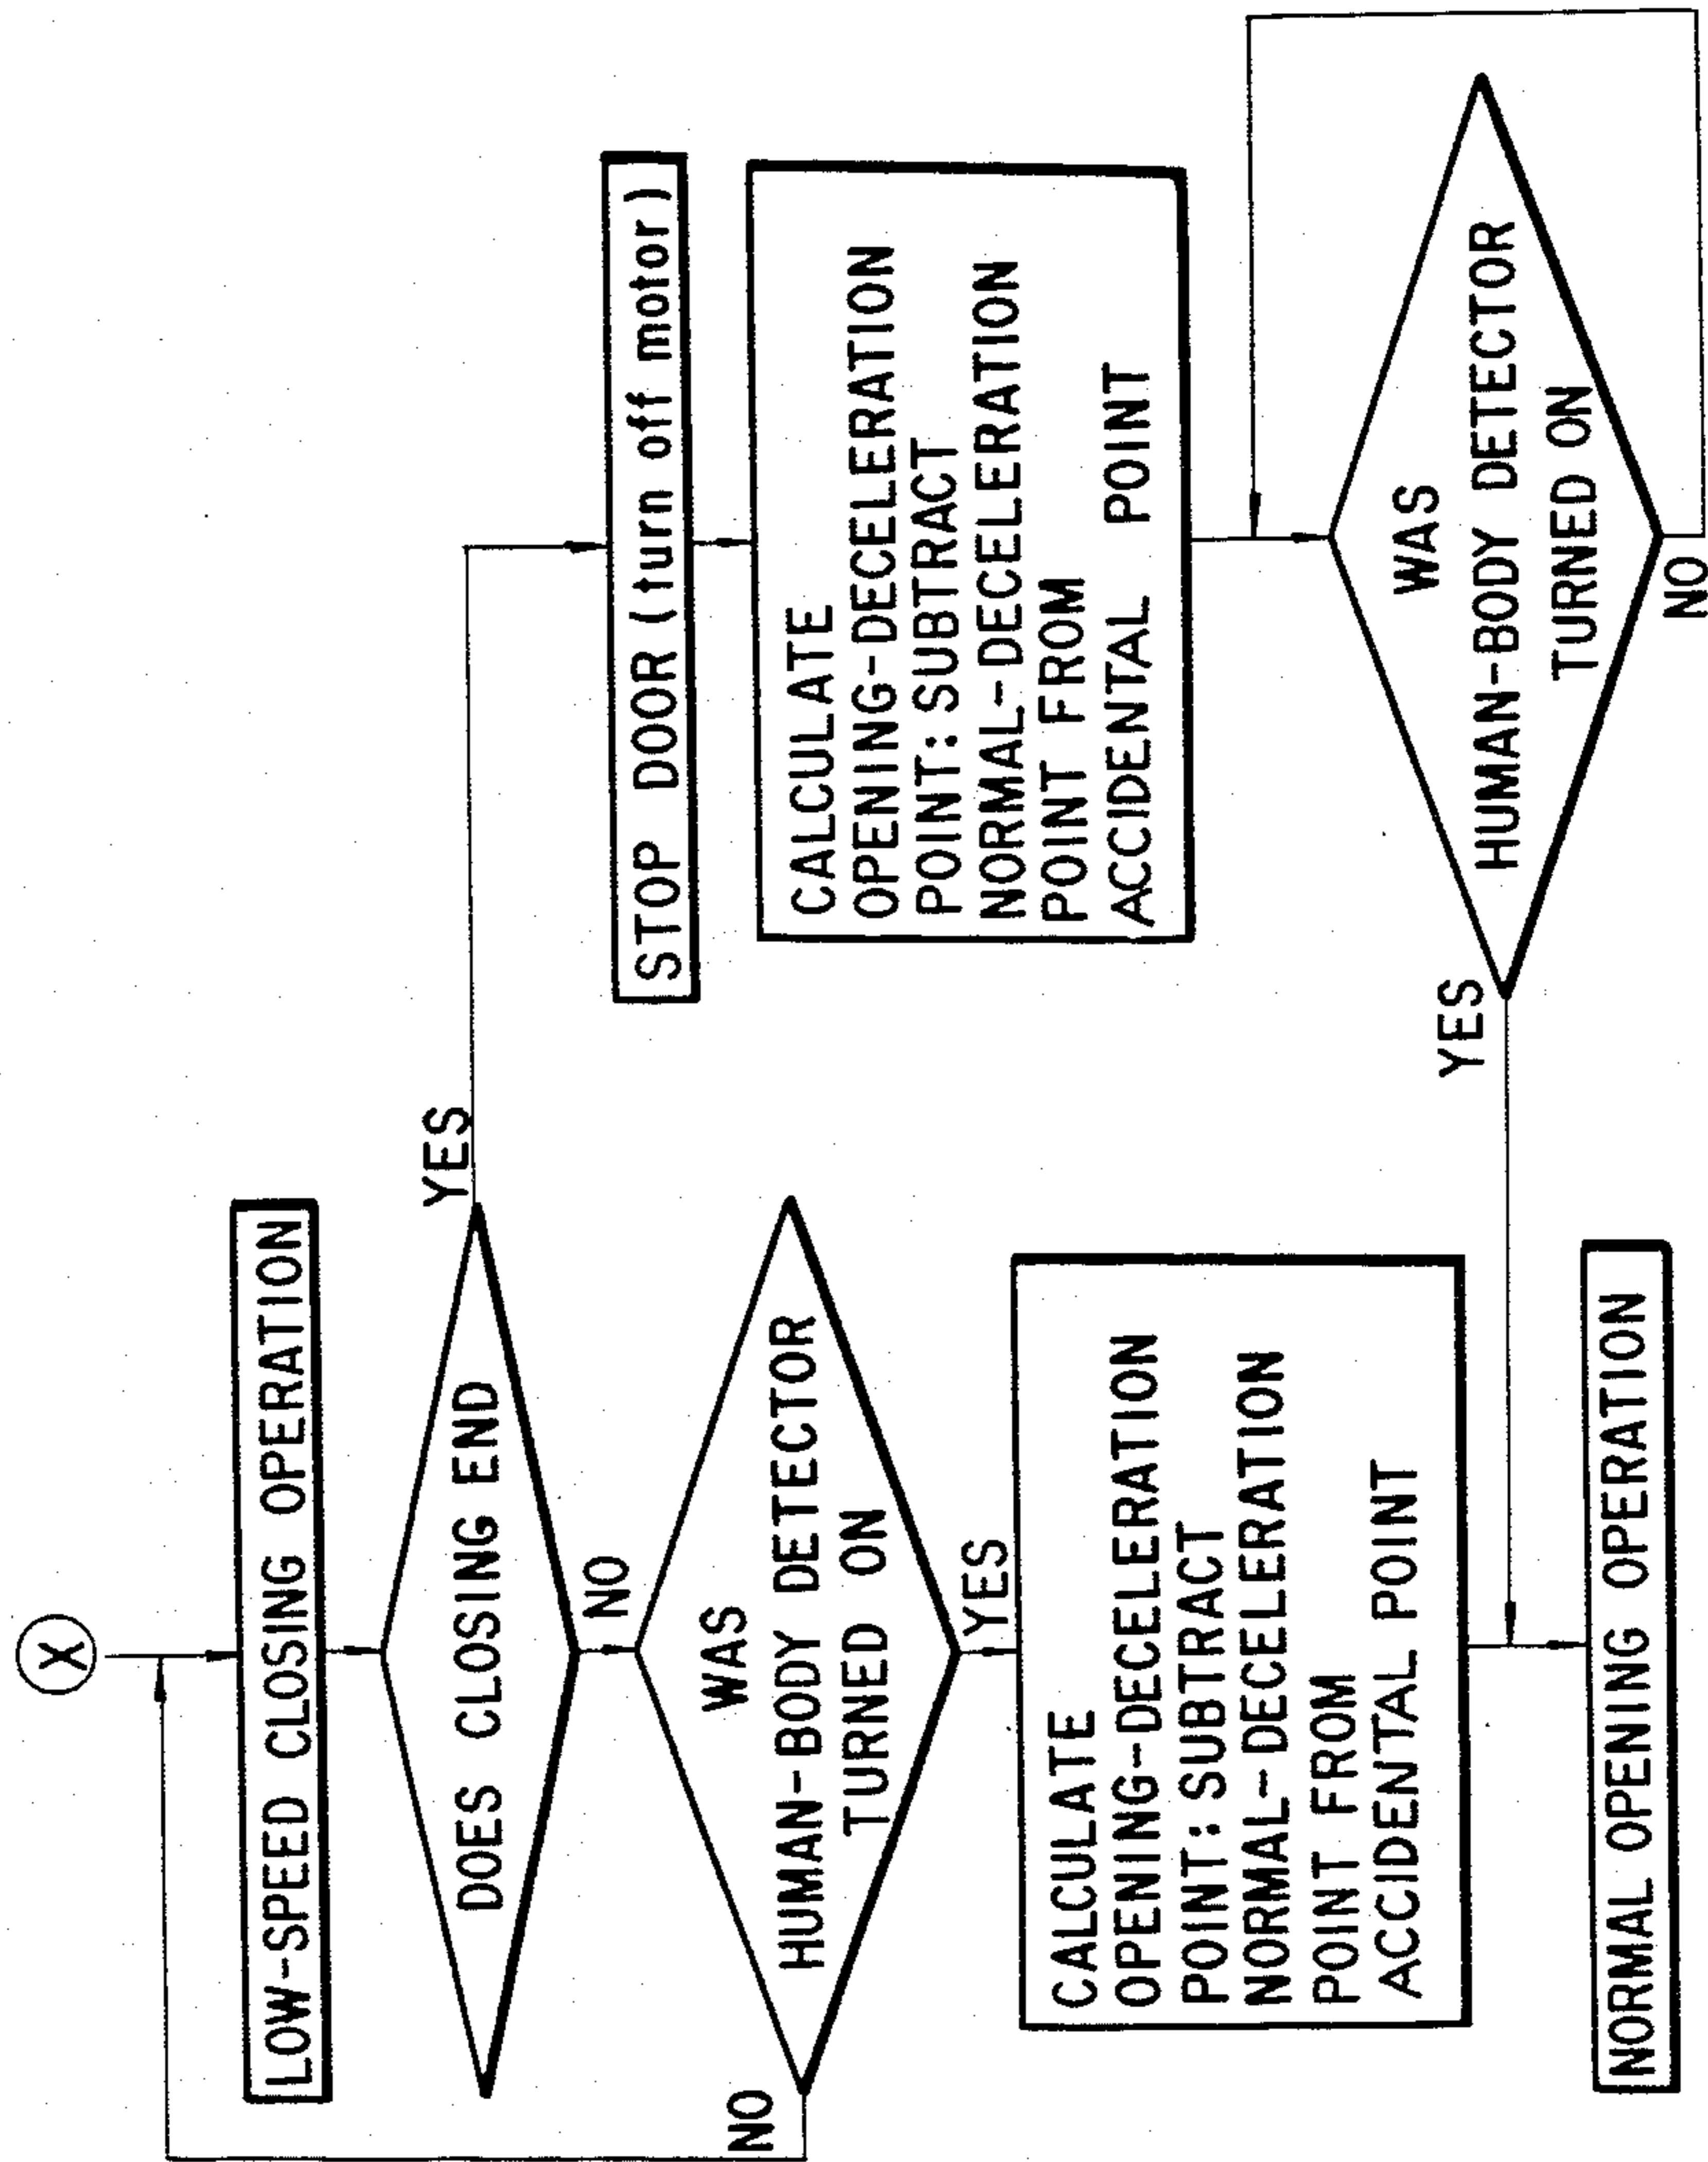 X
LOW-SPEED CLOSING OPERATION
DOES CLOSING END
YES
NO
WAS
HUMAN-BODY DETECTOR
TURNED ON
NO
YES
CALCULATE
OPENING-DECELERATION
POINT: SUBTRACT
NORMAL-DECELERATION
POINT FROM
ACCIDENTAL POINT
NORMAL OPENING OPERATION
STOP DOOR (turn off motor)
CALCULATE
OPENING-DECELERATION
POINT: SUBTRACT
NORMAL-DECELERATION
POINT FROM
ACCIDENTAL POINT
WAS
HUMAN-BODY DETECTOR
TURNED ON
YES
NO